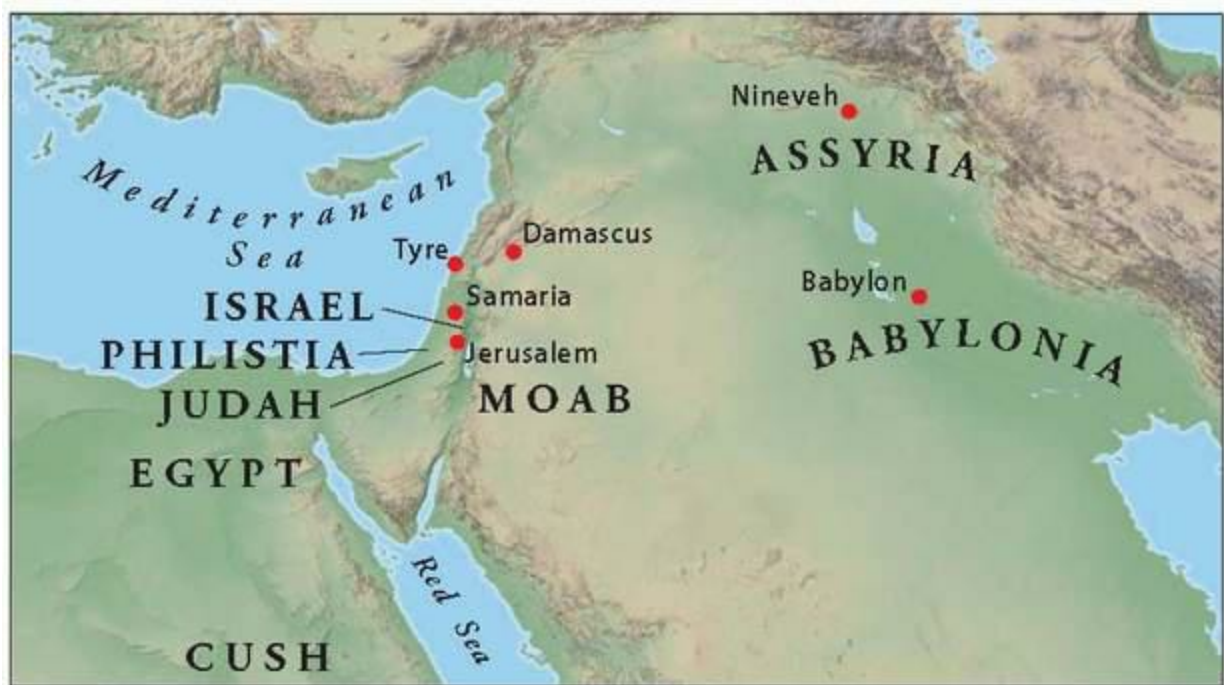 Nineveh
ASSYRIA
Mediterranean
Sea
Tyre
Damascus
Samaria
ISRAEL
Babylon
BABYLONIA
PHILISTIA
Jerusalem
JUDAH
MOAB
EGYPT
Red Sea
CUSH